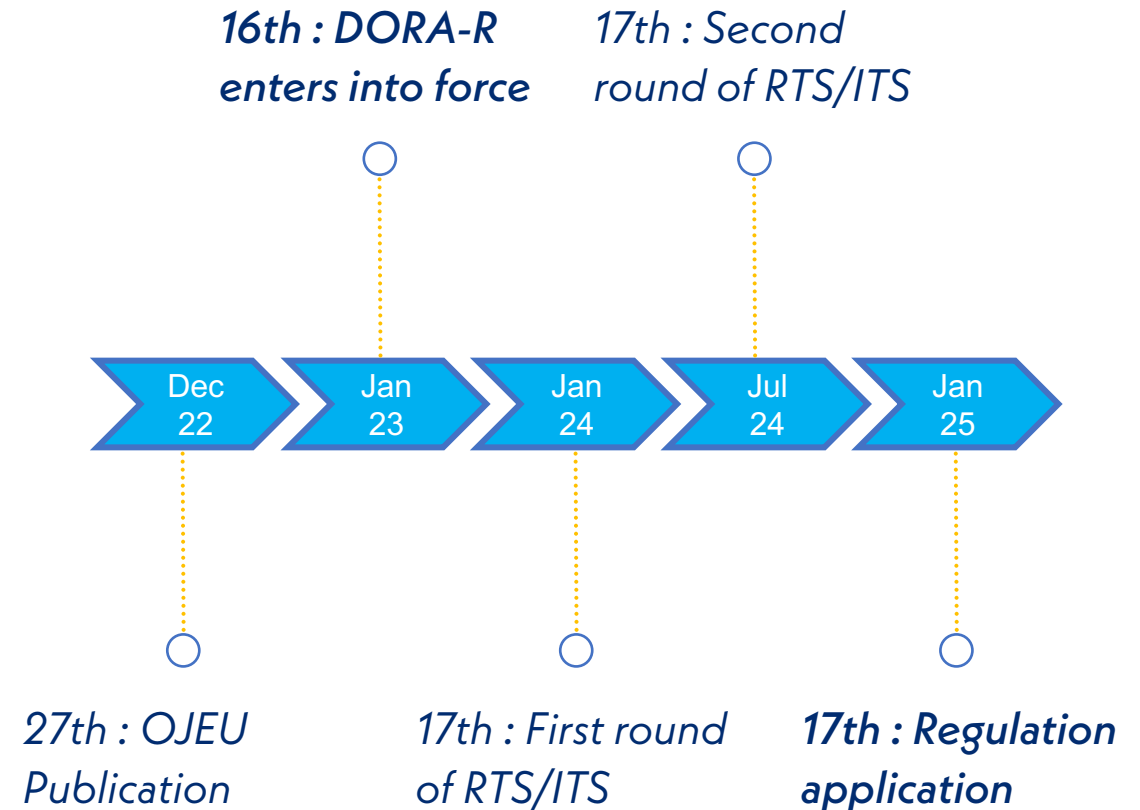 16th : DORA-R
enters into force
17th : Second
round of RTS/ITS
Dec
22
Jan
23
Jan
24
Jul
24
Jan
25
27th : OJEU
Publication
17th : First round
of RTS/ITS
17th : Regulation
application